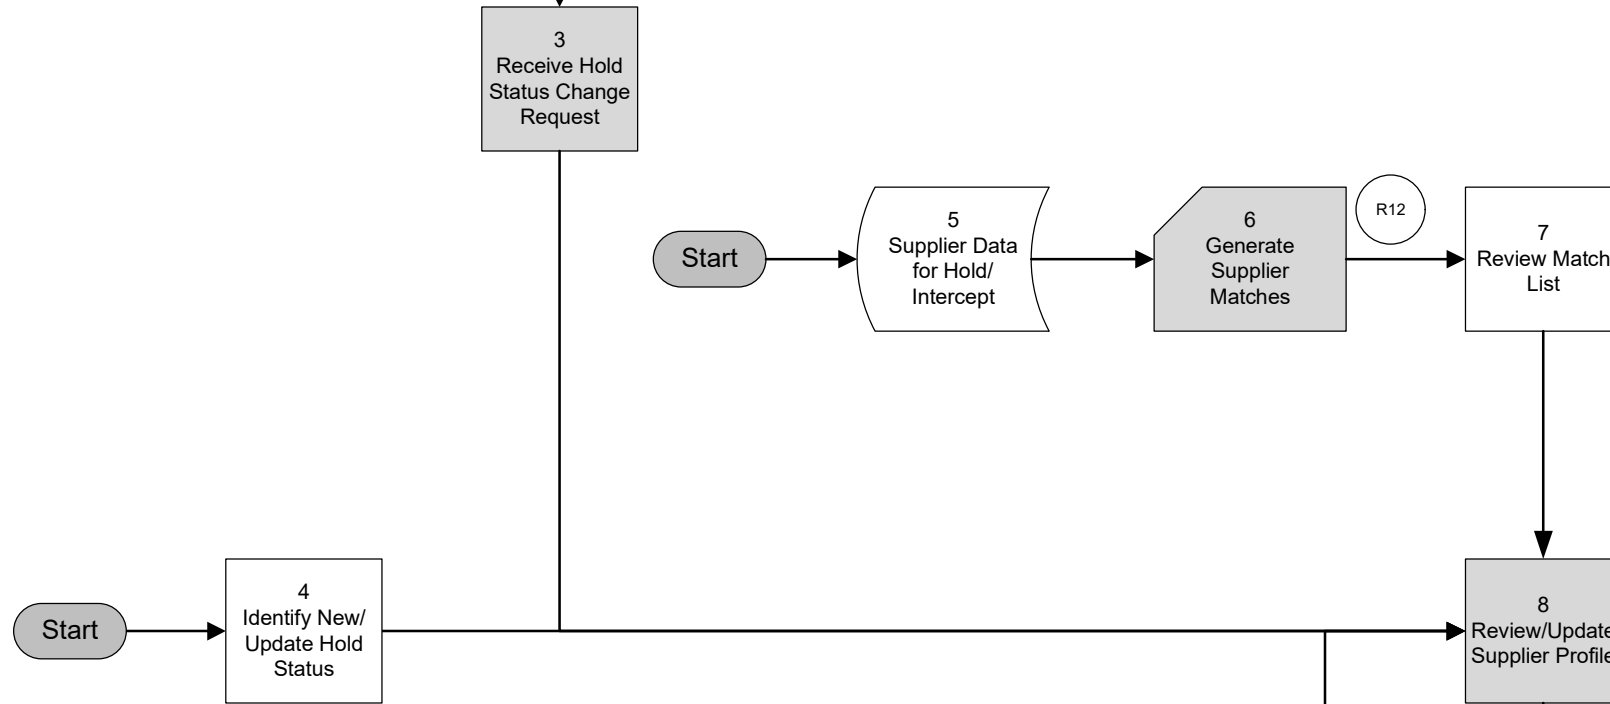 3
Receive Hold
Status Change
Request
Start
5
Supplier Data
for Hold/
Intercept
6
Generate
Supplier
Matches
R12
7
Review Match
List
Start
4
Identify New/
Update Hold
Status
8
Review/Update
Supplier Profile